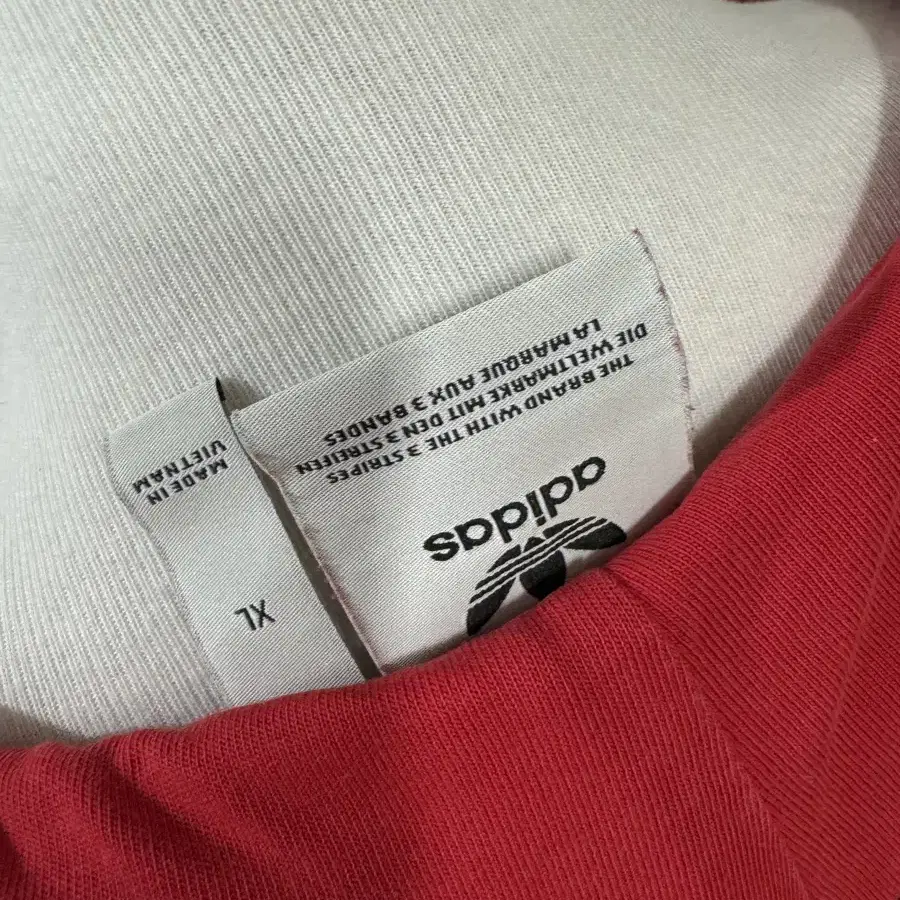 adidas
THE BRAND WITH THE 3 STRIPES
DIE WELTMARKE MIT DEN 3 STREIFEN
LA MARQUE AUX 3 BANDES
XL
MADE IN
VIETNAM